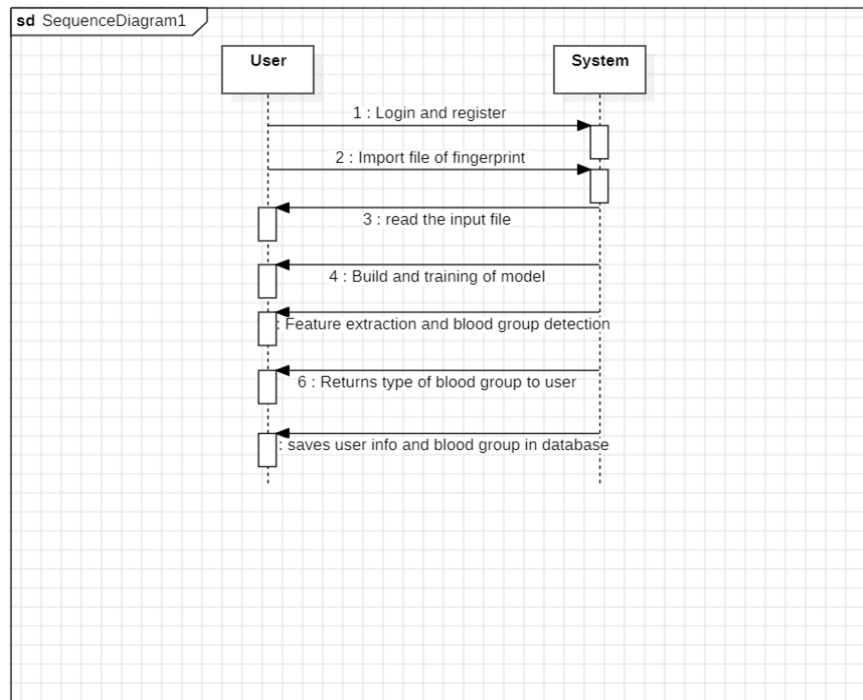 sd SequenceDiagram1
User
System
1 : Login and register
2 : Import file of fingerprint
3 : read the input file
4 : Build and training of model
: Feature extraction and blood group detection
6 : Returns type of blood group to user
: saves user info and blood group in database